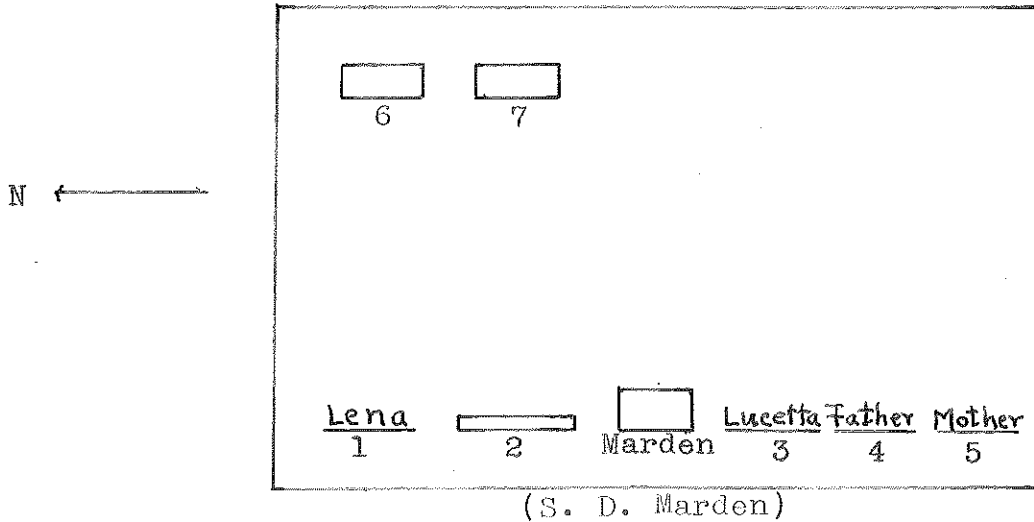 6 7
N
Lena Lucetta Father Mother
1 2 Marden 3 4 5
(S. D. Marden)